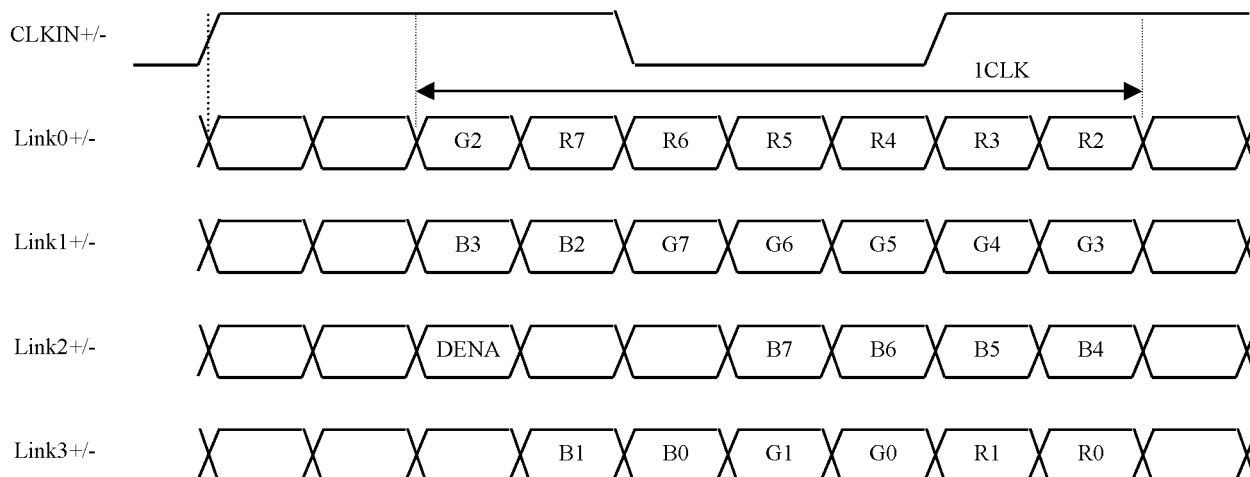 CLKIN+/-
1CLK
Link0+/- G2 R7 R6 R5 R4 R3 R2
Link1+/- B3 B2 G7 G6 G5 G4 G3
Link2+/- DENA B7 B6 B5 B4
Link3+/- B1 B0 G1 G0 R1 R0